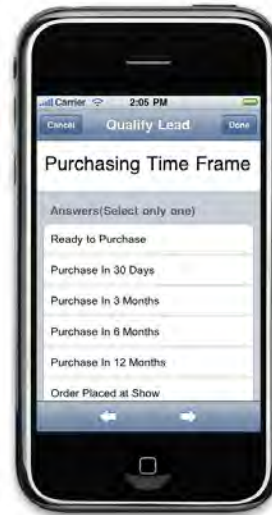 Carrier 2:05 PM
Cancel Qualify Lead Done
Purchasing Time Frame
Answers(Select only one)
Ready to Purchase
Purchase In 30 Days
Purchase In 3 Months
Purchase In 6 Months
Purchase In 12 Months
Order Placed at Show